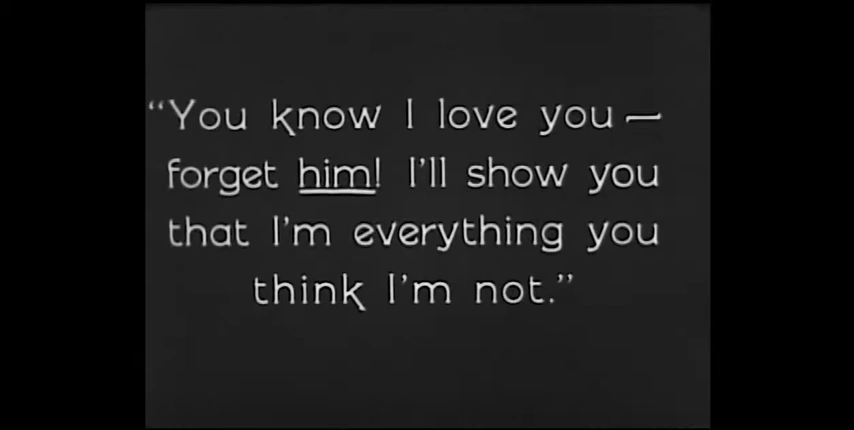 “You know I love you —
forget him! I’ll show you
that I’m everything you
think I’m not.”